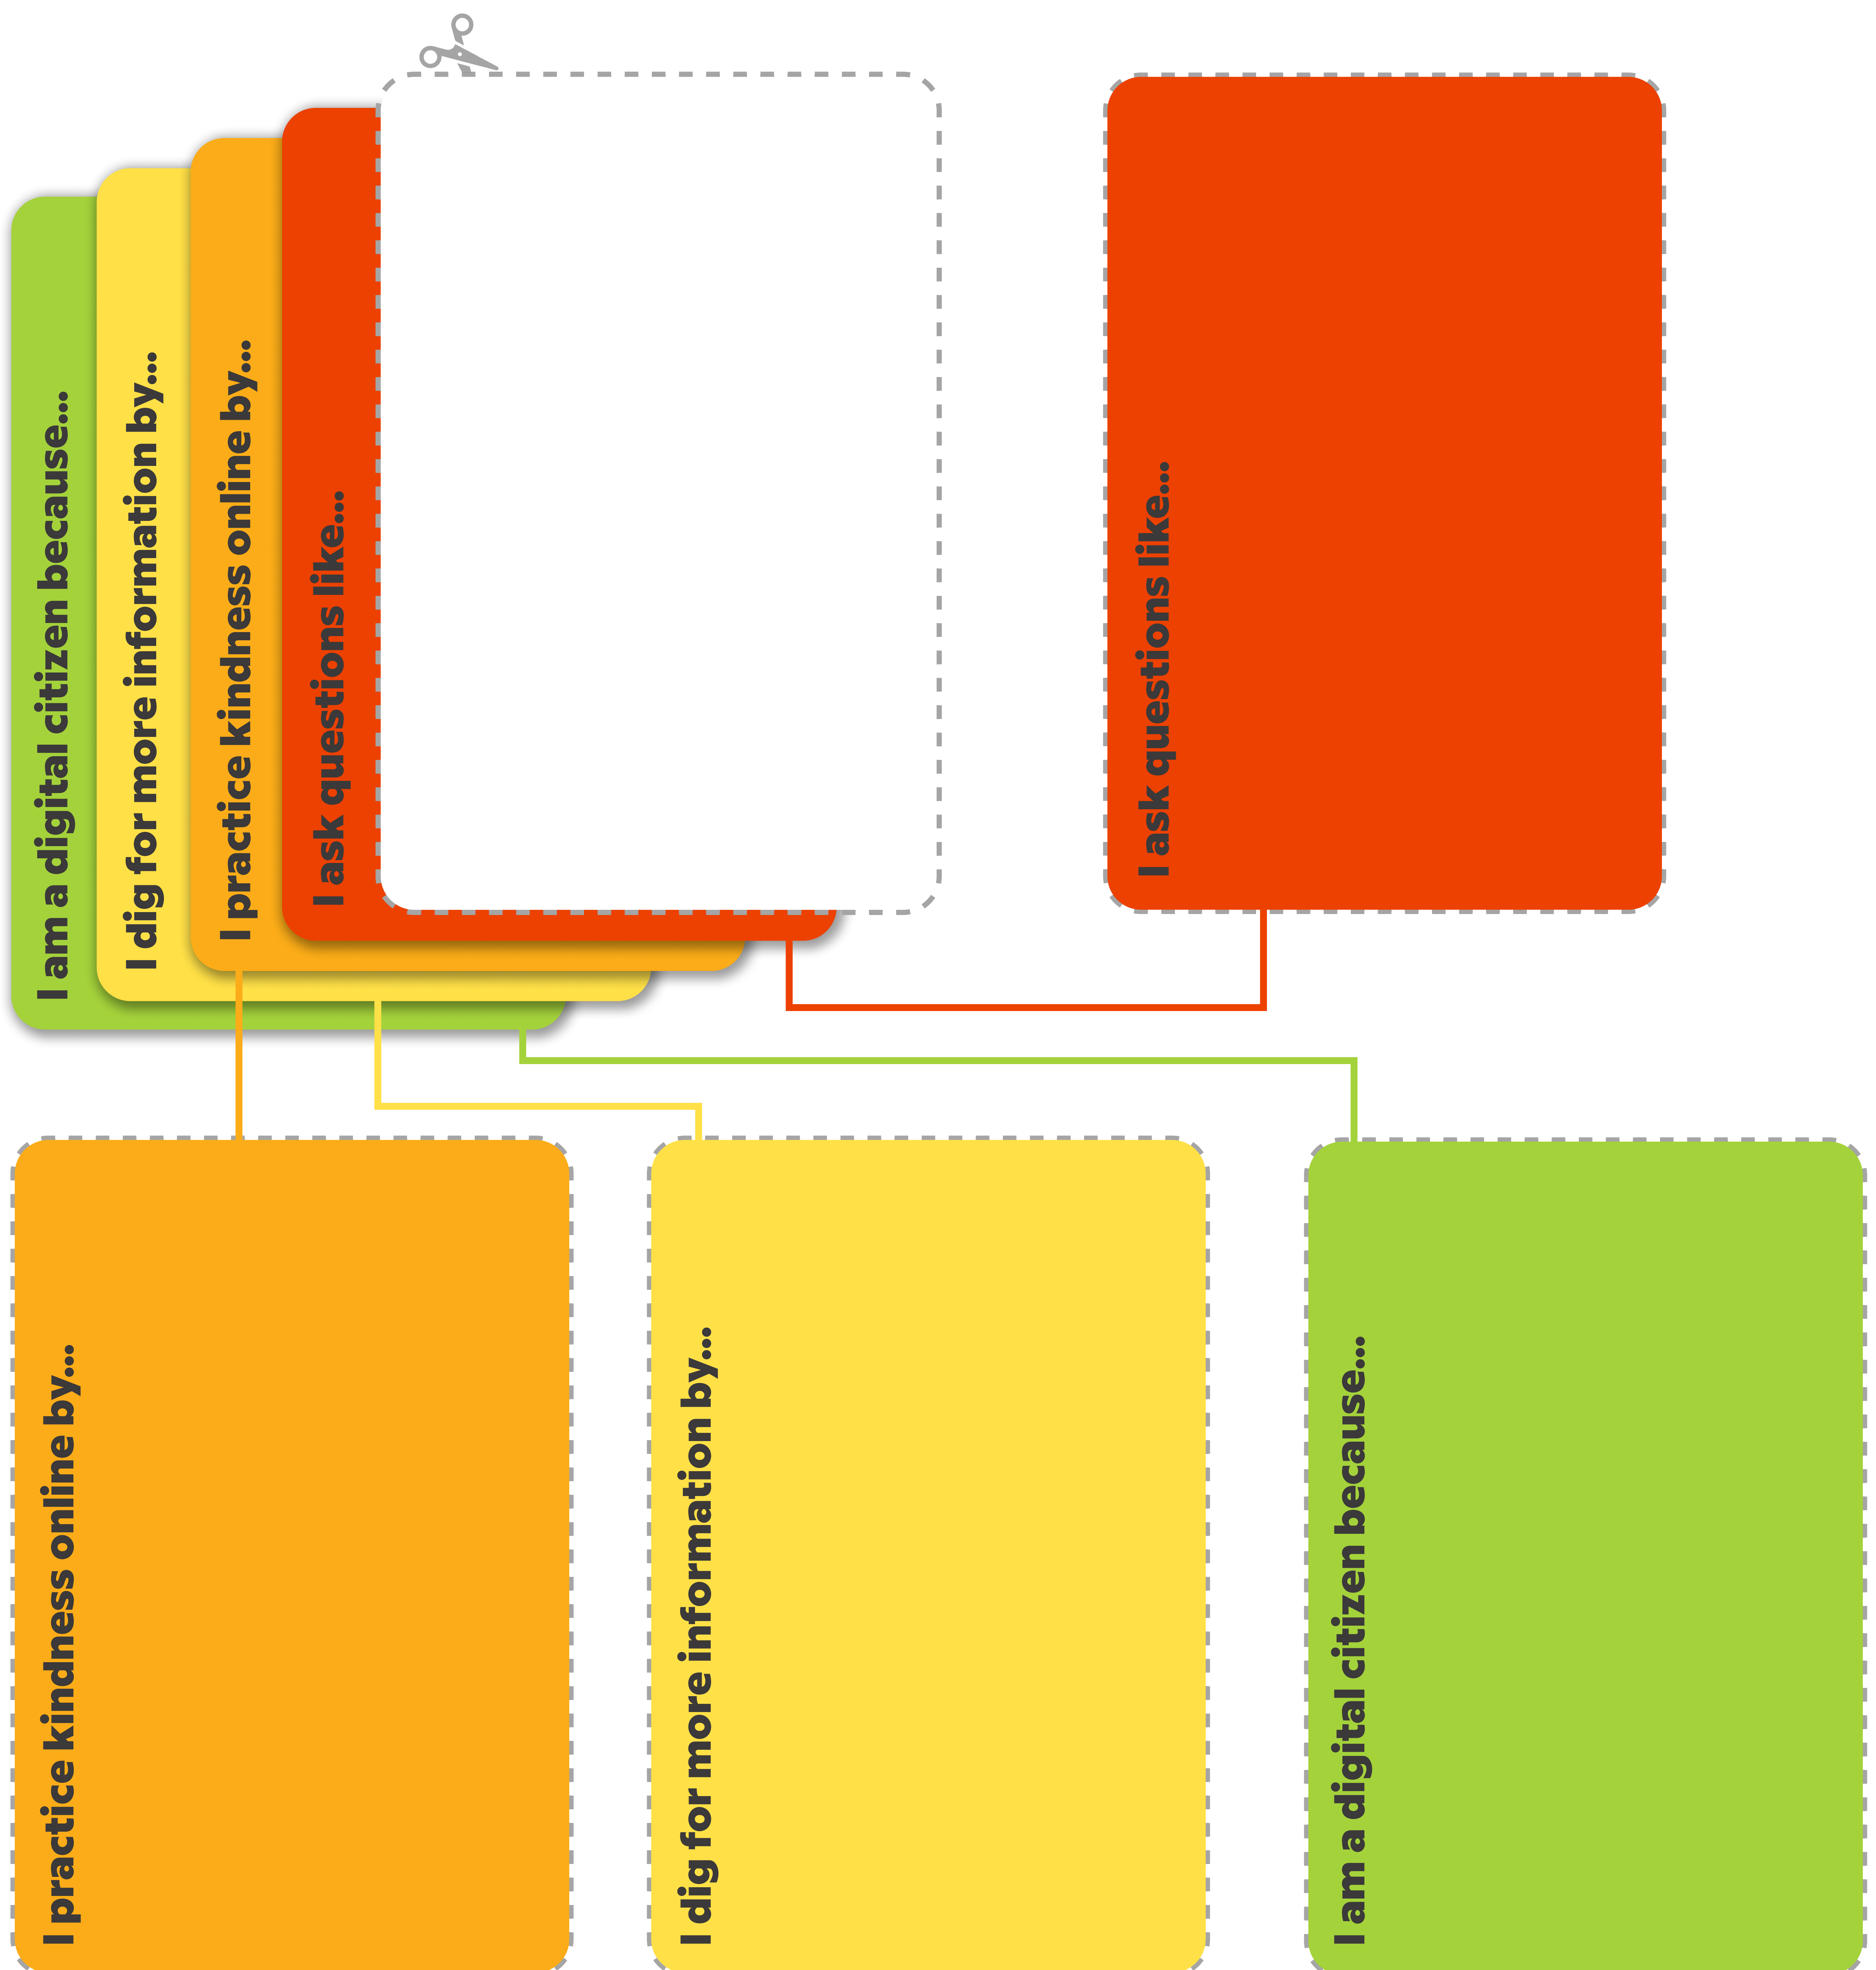 I am a digital citizen because...
I dig for more information by...
I practice kindness online by...
I ask questions like...
I ask questions like...
I practice kindness online by...
I dig for more information by...
I am a digital citizen because...